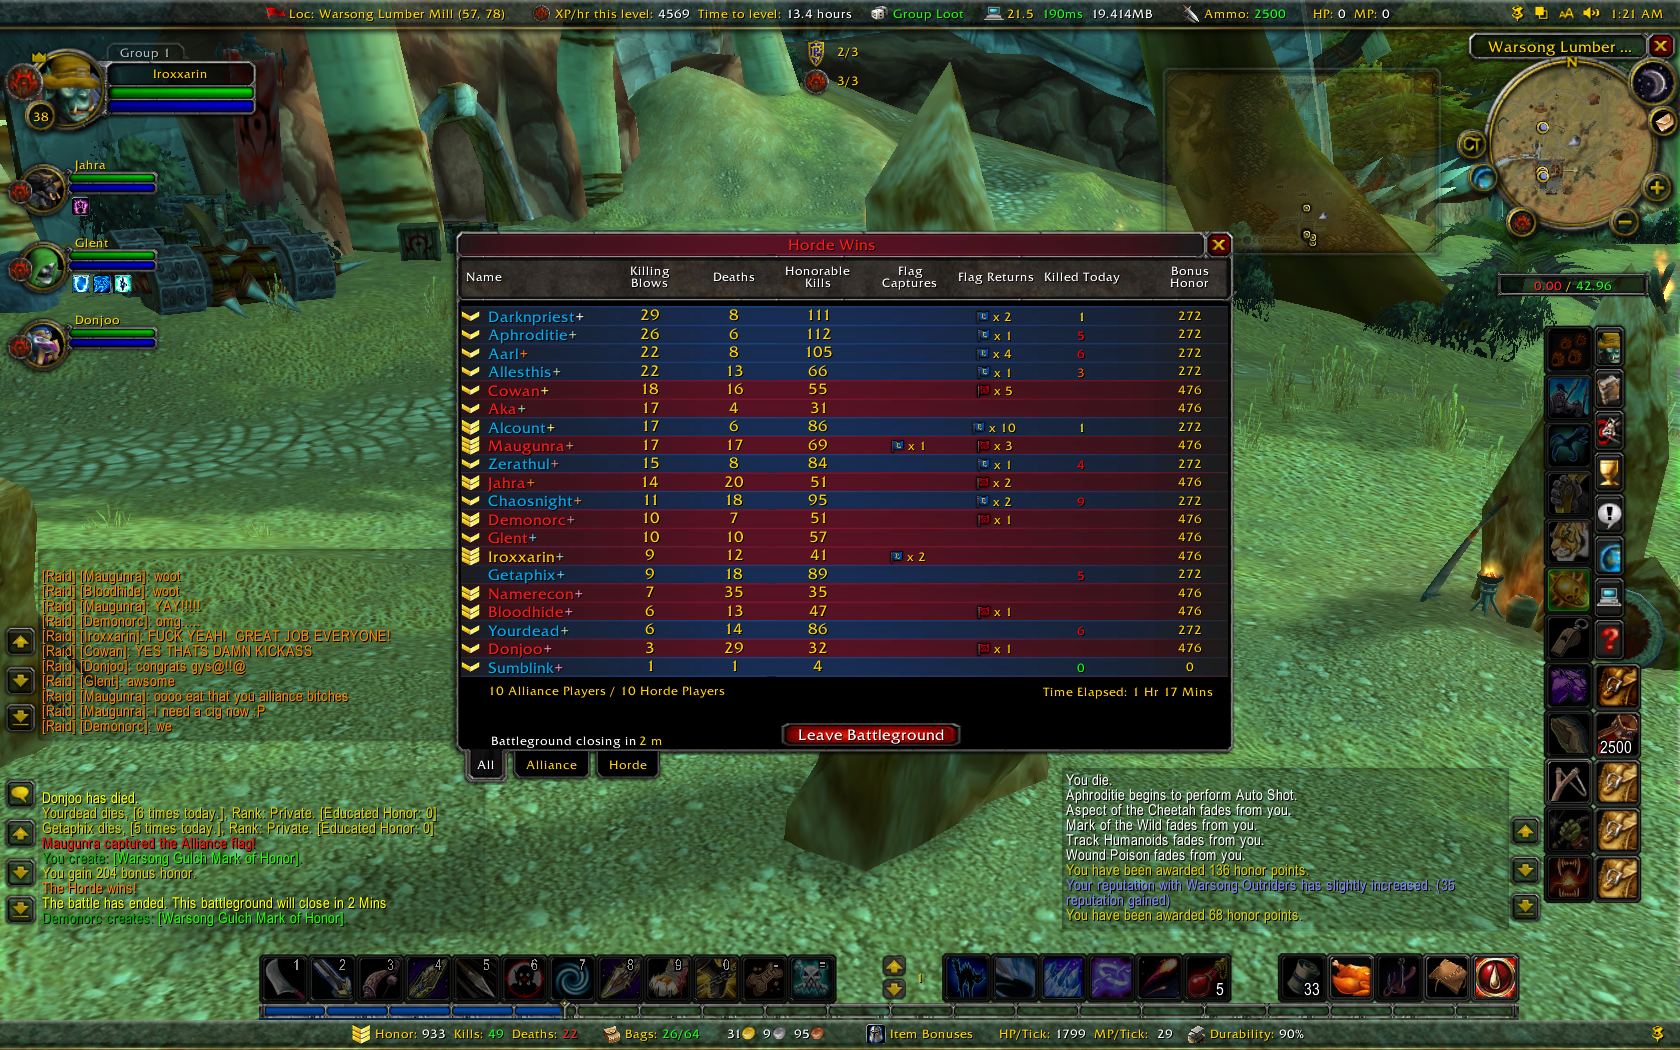 Loc: Warsong Lumber Mill (57, 78) XP/hr this level: 4569 Time to level: 13.4 hours Group Loot 21.5 190ms 19.414MB Ammo: 2500 HP: 0 MP: 0 1:21 AM
Group 1
Iroxxarin
38
Jahra
Glent
Donjoo
2/3
3/3
Warsong Lumber ...
N
CT
0.00 / 42.96
Horde Wins
Name Killing Blows Deaths Honorable Kills Flag Captures Flag Returns Killed Today Bonus Honor
Darknpriest+ 29 8 111 x 2 1 272
Aphroditie+ 26 6 112 x 1 5 272
Aarl+ 22 8 105 x 4 6 272
Allesthis+ 22 13 66 x 1 3 272
Cowan+ 18 16 55 x 5 476
Aka+ 17 4 31 476
Alcount+ 17 6 86 x 10 1 272
Maugunra+ 17 17 69 x 1 x 3 476
Zerathul+ 15 8 84 x 1 4 272
Jahra+ 14 20 51 x 2 476
Chaosnight+ 11 18 95 x 2 9 272
Demonorc+ 10 7 51 x 1 476
Glent+ 10 10 57 476
Iroxxarin+ 9 12 41 x 2 476
Getaphix+ 9 18 89 5 272
Namerecon+ 7 35 35 476
Bloodhide+ 6 13 47 x 1 476
Yourdead+ 6 14 86 6 272
Donjoo+ 3 29 32 x 1 476
Sumblink+ 1 1 4 0 0
10 Alliance Players / 10 Horde Players Time Elapsed: 1 Hr 17 Mins
Leave Battleground
Battleground closing in 2 m
All Alliance Horde
[Raid] [Maugunra]: woot
[Raid] [Bloodhide]: woot
[Raid] [Maugunra]: YAY!!!!!
[Raid] [Demonorc]: omg.....
[Raid] [Iroxxarin]: FUCK YEAH! GREAT JOB EVERYONE!
[Raid] [Cowan]: YES THATS DAMN KICKASS
[Raid] [Donjoo]: congrats gys@!!@
[Raid] [Glent]: awsome
[Raid] [Maugunra]: oooo eat that you alliance bitches
[Raid] [Maugunra]: I need a cig now :P
[Raid] [Demonorc]: we
Donjoo has died.
Yourdead dies, [6 times today.], Rank: Private. [Educated Honor: 0]
Getaphix dies, [5 times today.], Rank: Private. [Educated Honor: 0]
Maugunra captured the Alliance flag!
You create: [Warsong Gulch Mark of Honor].
You gain 204 bonus honor.
The Horde wins!
The battle has ended. This battleground will close in 2 Mins
Demonorc creates: [Warsong Gulch Mark of Honor].
You die.
Aphroditie begins to perform Auto Shot.
Aspect of the Cheetah fades from you.
Mark of the Wild fades from you.
Track Humanoids fades from you.
Wound Poison fades from you.
You have been awarded 136 honor points.
Your reputation with Warsong Outriders has slightly increased. (35
reputation gained)
You have been awarded 68 honor points.
2500
1 2 3 4 5 6 7 8 9 0 - =
1
5
33
Honor: 933 Kills: 49 Deaths: 22 Bags: 26/64 31 9 95 Item Bonuses HP/Tick: 1799 MP/Tick: 29 Durability: 90%